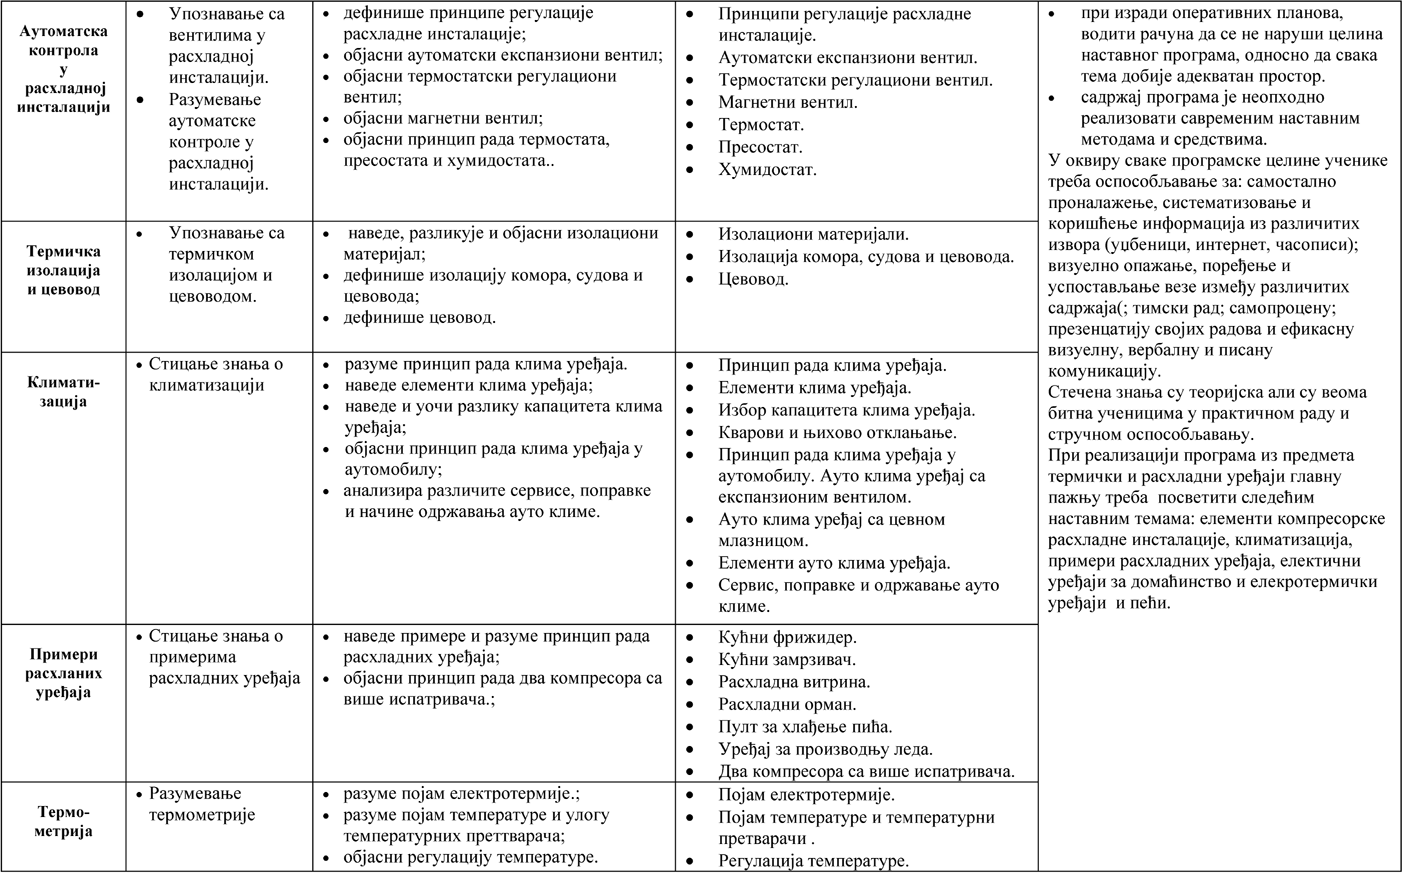 Аутоматска
контрола
у
расхладној
инсталацији
• Упознавање са
вентилима у
расхладној
инсталацији.
• Разумевање
аутоматске
контроле у
расхладној
инсталацији.
• дефинише принципе регулације
расхладне инсталације;
• објасни аутоматски експанзиони вентил;
• објасни термостатски регулациони
вентил;
• објасни магнетни вентил;
• објасни принцип рада термостата,
пресостата и хумидостата..
• Принципи регулације расхладне
инсталације.
• Аутоматски експанзиони вентил.
• Термостатски регулациони вентил.
• Магнетни вентил.
• Термостат.
• Пресостат.
• Хумидостат.
• при изради оперативних планова,
водити рачуна да се не наруши целина
наставног програма, односно да свака
тема добије адекватан простор.
• садржај програма је неопходно
реализовати савременим наставним
методама и средствима.
У оквиру сваке програмске целине ученике
треба оспособљавање за: самостално
проналажење, систематизовање и
коришћење информација из различитих
извора (уџбеници, интернет, часописи);
визуелно опажање, поређење и
успостављање везе између различитих
садржаја(; тимски рад; самопроцену;
презенцатију својих радова и ефикасну
визуелну, вербалну и писану
комуникацију.
Стечена знања су теоријска али су веома
битна ученицима у практичном раду и
стручном оспособљавању.
При реализацији програма из предмета
термички и расхладни уређаји главну
пажњу треба посветити следећим
наставним темама: елементи компресорске
расхладне инсталације, климатизација,
примери расхладних уређаја, електични
уређаји за домаћинство и елекротермички
уређаји и пећи.
Термичка
изолација
и цевовод
• Упознавање са
термичком
изолацијом и
цевоводом.
• наведе, разликује и објасни изолациони
материјал;
• дефинише изолацију комора, судова и
цевовода;
• дефинише цевовод.
• Изолациони материјали.
• Изолација комора, судова и цевовода.
• Цевовод.
Климати-
зација
• Стицање знања о
климатизацији
• разуме принцип рада клима уређаја.
• наведе елементи клима уређаја;
• наведе и уочи разлику капацитета клима
уређаја;
• објасни принцип рада клима уређаја у
аутомобилу;
• анализира различите сервисе, поправке
и начине одржавања ауто климе.
• Принцип рада клима уређаја.
• Елементи клима уређаја.
• Избор капацитета клима уређаја.
• Кварови и њихово отклањање.
• Принцип рада клима уређаја у
аутомобилу. Ауто клима уређај са
експанзионим вентилом.
• Ауто клима уређај са цевном
млазницом.
• Елементи ауто клима уређаја.
• Сервис, поправке и одржавање ауто
климе.
Примери
расхланих
уређаја
• Стицање знања о
примерима
расхладних уређаја
• наведе примере и разуме принцип рада
расхладних уређаја;
• објасни принцип рада два компресора са
више испатривача.;
• Кућни фрижидер.
• Кућни замрзивач.
• Расхладна витрина.
• Расхладни орман.
• Пулт за хлађење пића.
• Уређај за производњу леда.
• Два компресора са више испатривача.
Термо-
метрија
• Разумевање
термометрије
• разуме појам електротермије.;
• разуме појам температуре и улогу
температурних преттварача;
• објасни регулацију температуре.
• Појам електротермије.
• Појам температуре и температурни
претварачи .
• Регулација температуре.